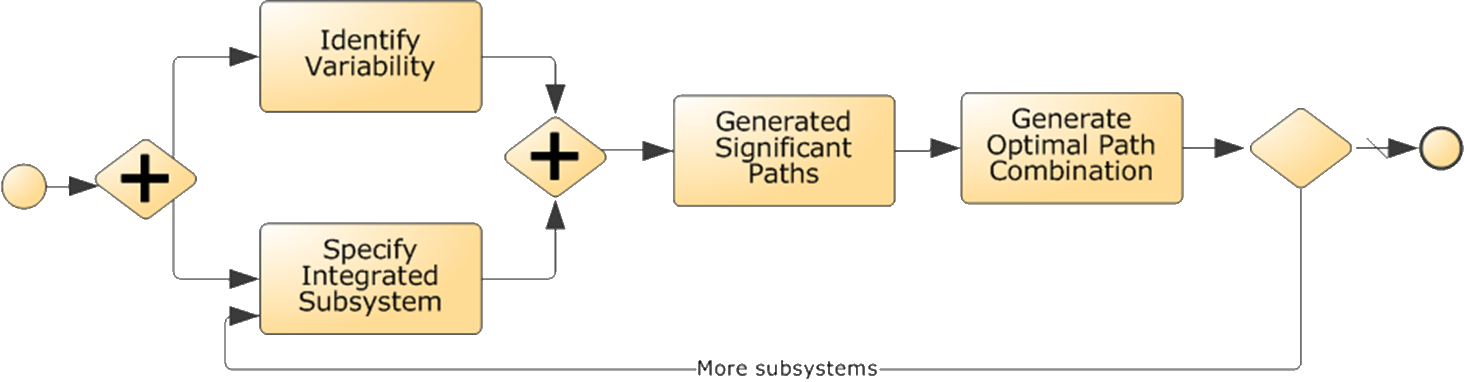 Identify
Variability
Specify
Integrated
Subsystem
Generated
Significant
Paths
Generate
Optimal Path
Combination
More subsystems